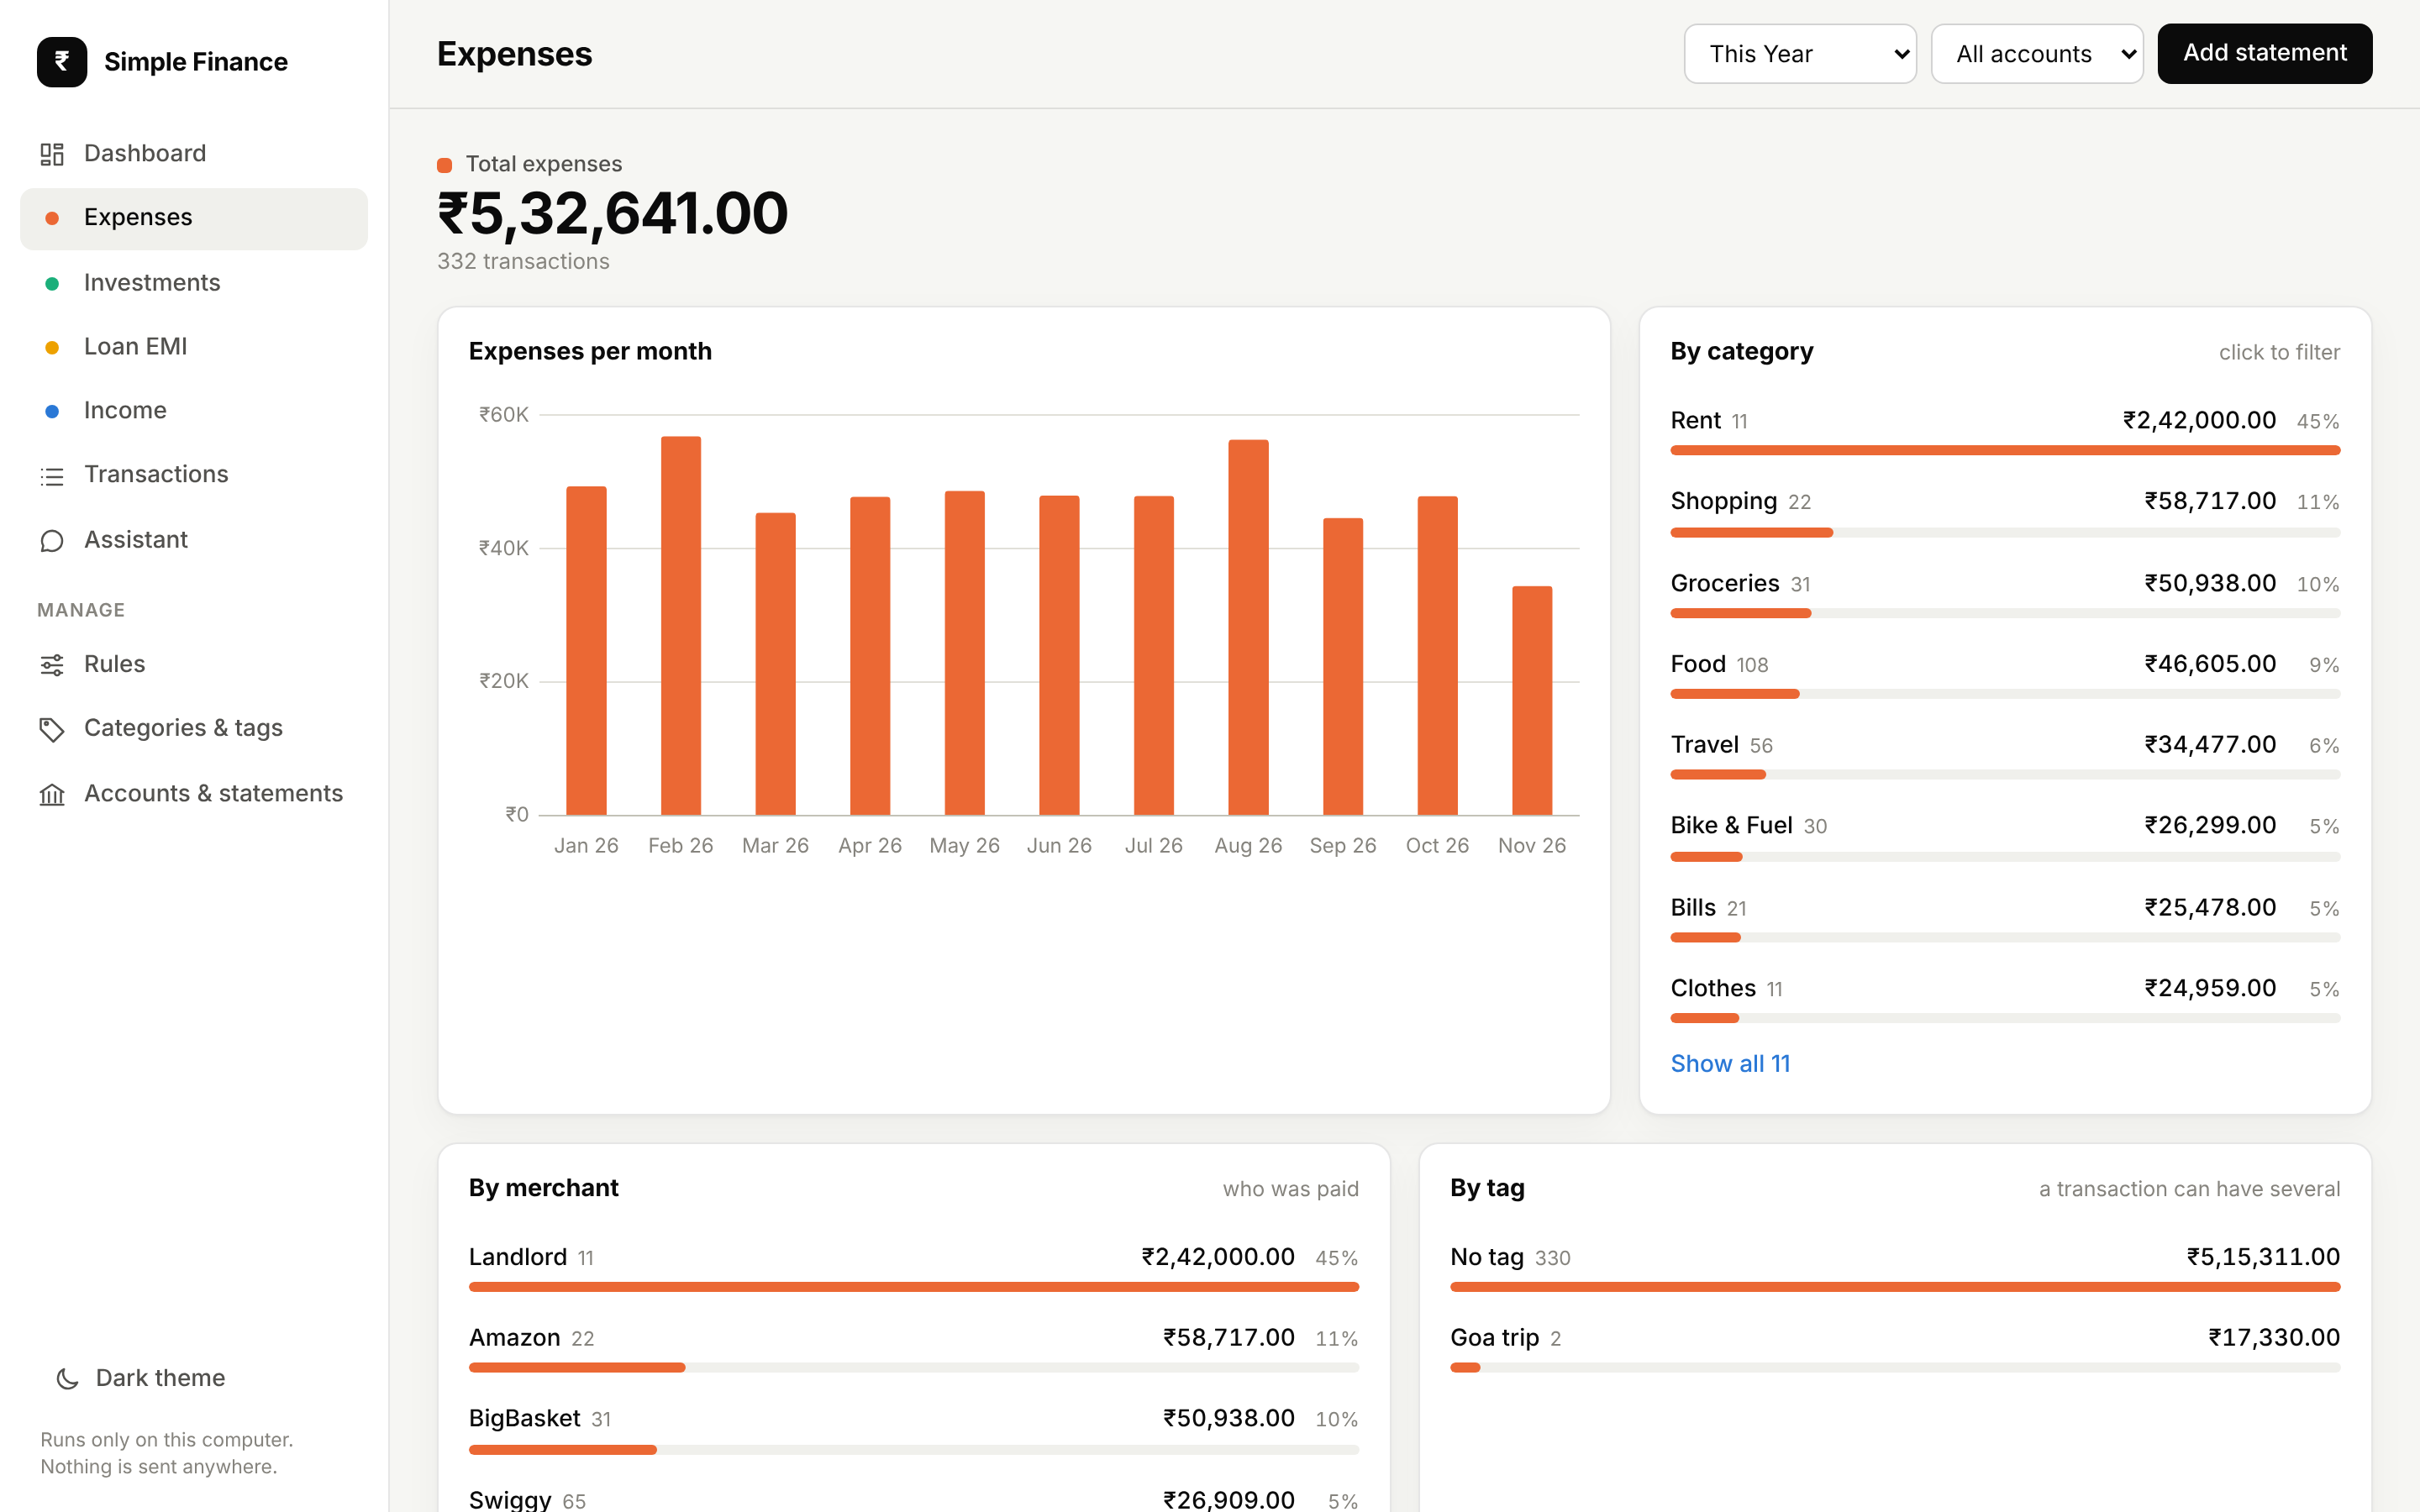 ₹ Simple Finance
Dashboard
Expenses
Investments
Loan EMI
Income
Transactions
Assistant
MANAGE
Rules
Categories & tags
Accounts & statements
Dark theme
Runs only on this computer.
Nothing is sent anywhere.
Expenses
This Year
All accounts
Add statement
Total expenses
₹5,32,641.00
332 transactions
Expenses per month
₹60K
₹40K
₹20K
₹0
Jan 26 Feb 26 Mar 26 Apr 26 May 26 Jun 26 Jul 26 Aug 26 Sep 26 Oct 26 Nov 26
By category click to filter
Rent 11 ₹2,42,000.00 45%
Shopping 22 ₹58,717.00 11%
Groceries 31 ₹50,938.00 10%
Food 108 ₹46,605.00 9%
Travel 56 ₹34,477.00 6%
Bike & Fuel 30 ₹26,299.00 5%
Bills 21 ₹25,478.00 5%
Clothes 11 ₹24,959.00 5%
Show all 11
By merchant who was paid
Landlord 11 ₹2,42,000.00 45%
Amazon 22 ₹58,717.00 11%
BigBasket 31 ₹50,938.00 10%
Swiggy 65 ₹26,909.00 5%
By tag a transaction can have several
No tag 330 ₹5,15,311.00
Goa trip 2 ₹17,330.00